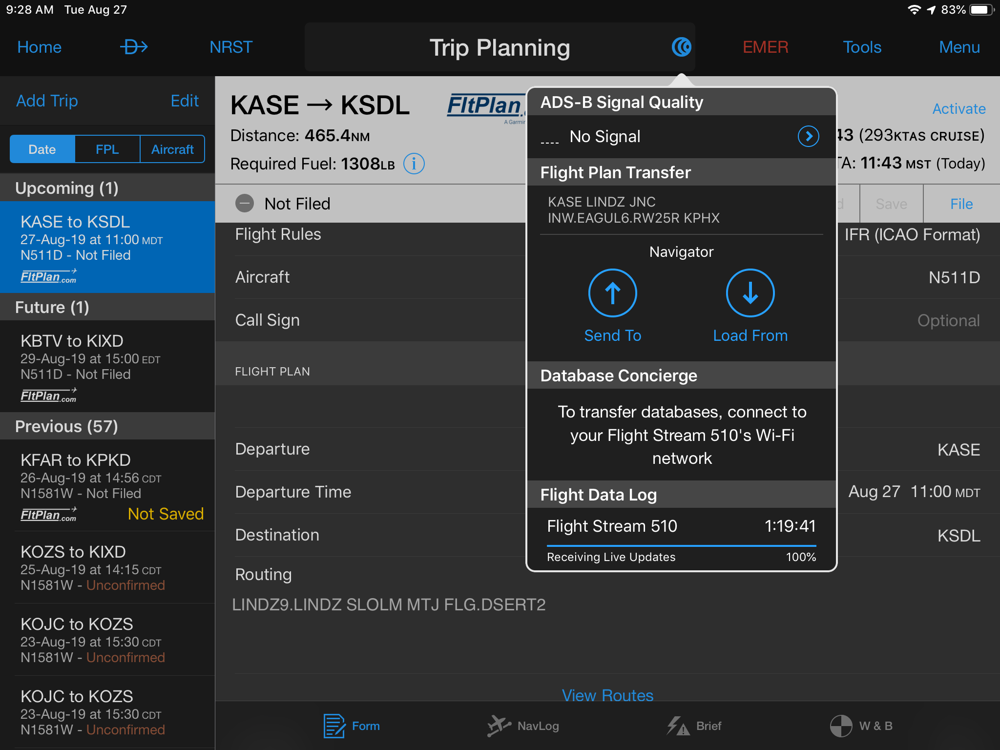 9:28 AM Tue Aug 27
83%
Home
NRST
Trip Planning
EMER
Tools
Menu
Add Trip
Edit
Date
FPL
Aircraft
Upcoming (1)
KASE to KSDL
27-Aug-19 at 11:00 MDT
N511D - Not Filed
FltPlan.com
Future (1)
KBTV to KIXD
29-Aug-19 at 15:00 EDT
N511D - Not Filed
FltPlan.com
Previous (57)
KFAR to KPKD
26-Aug-19 at 14:56 CDT
N1581W - Not Filed
FltPlan.com
Not Saved
KOZS to KIXD
25-Aug-19 at 14:15 CDT
N1581W - Unconfirmed
KOJC to KOZS
23-Aug-19 at 15:30 CDT
N1581W - Unconfirmed
KOJC to KOZS
23-Aug-19 at 15:30 CDT
N1581W - Unconfirmed
KASE → KSDL
FltPlan.
A Garmin
Activate
Distance: 465.4NM
43 (293KTAS CRUISE)
Required Fuel: 1308LB
TA: 11:43 MST (Today)
Not Filed
Save
File
Flight Rules
IFR (ICAO Format)
Aircraft
N511D
Call Sign
Optional
FLIGHT PLAN
Departure
KASE
Departure Time
Aug 27 11:00 MDT
Destination
KSDL
Routing
LINDZ9.LINDZ SLOLM MTJ FLG.DSERT2
View Routes
ADS-B Signal Quality
No Signal
Flight Plan Transfer
KASE LINDZ JNC
INW.EAGUL6.RW25R KPHX
Navigator
Send To
Load From
Database Concierge
To transfer databases, connect to
your Flight Stream 510's Wi-Fi
network
Flight Data Log
Flight Stream 510
1:19:41
Receiving Live Updates
100%
Form
NavLog
Brief
W & B